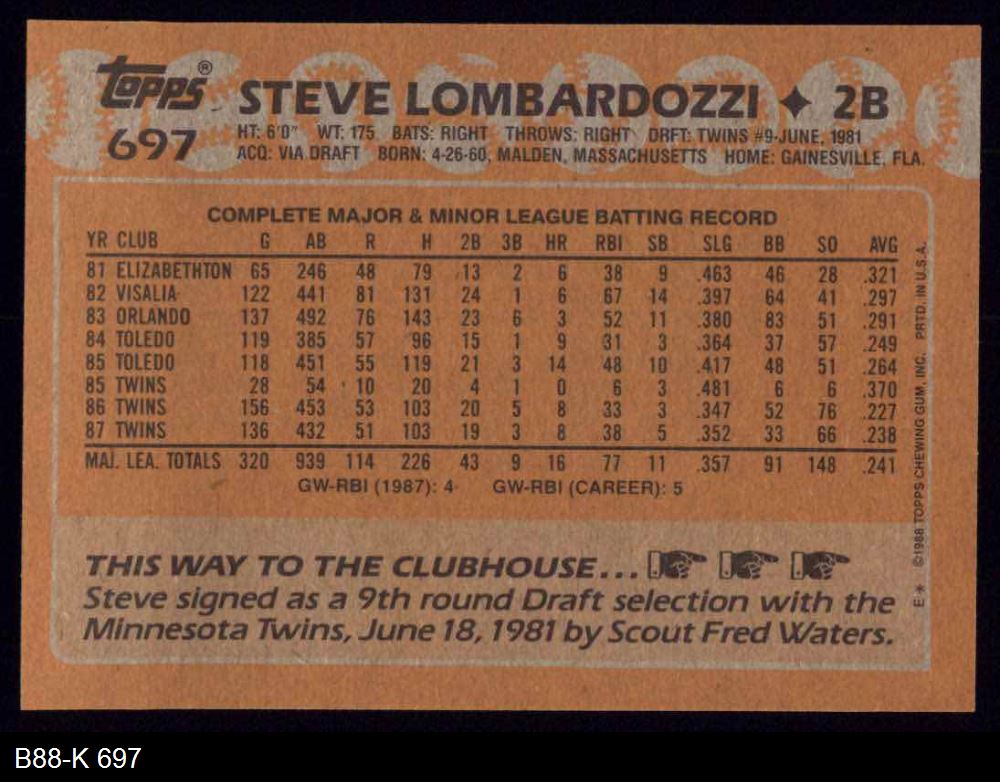 topps®
697
STEVE LOMBARDOZZI ✦ 2B
HT: 6'0" WT: 175 BATS: RIGHT THROWS: RIGHT DRFT: TWINS #9-JUNE, 1981
ACQ: VIA DRAFT BORN: 4-26-60, MALDEN, MASSACHUSETTS HOME: GAINESVILLE, FLA.
COMPLETE MAJOR & MINOR LEAGUE BATTING RECORD
YR CLUB G AB R H 2B 3B HR RBI SB SLG BB SO AVG
81 ELIZABETHTON 65 246 48 79 13 2 6 38 9 .463 46 28 .321
82 VISALIA 122 441 81 131 24 1 6 67 14 .397 64 41 .297
83 ORLANDO 137 492 76 143 23 6 3 52 11 .380 83 51 .291
84 TOLEDO 119 385 57 96 15 1 9 31 3 .364 37 57 .249
85 TOLEDO 118 451 55 119 21 3 14 48 10 .417 48 51 .264
85 TWINS 28 54 10 20 4 1 0 6 3 .481 6 6 .370
86 TWINS 156 453 53 103 20 5 8 33 3 .347 52 76 .227
87 TWINS 136 432 51 103 19 3 8 38 5 .352 33 66 .238
MAJ. LEA. TOTALS 320 939 114 226 43 9 16 77 11 .357 91 148 .241
GW-RBI (1987): 4 GW-RBI (CAREER): 5
THIS WAY TO THE CLUBHOUSE...
Steve signed as a 9th round Draft selection with the
Minnesota Twins, June 18, 1981 by Scout Fred Waters.
E* ©1988 TOPPS CHEWING GUM, INC. PRTD. IN U.S.A.
B88-K 697